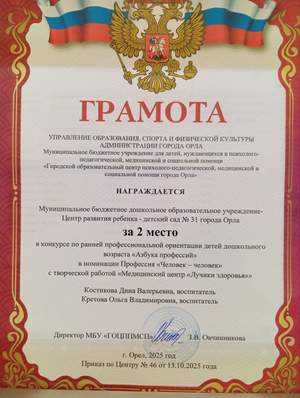 ГРАМОТА
УПРАВЛЕНИЕ ОБРАЗОВАНИЯ, СПОРТА И ФИЗИЧЕСКОЙ КУЛЬТУРЫ
АДМИНИСТРАЦИИ ГОРОДА ОРЛА
Муниципальное бюджетное учреждение для детей, нуждающихся в психолого-
педагогической, медицинской и социальной помощи
«Городской образовательный центр психолого-педагогической, медицинской и
социальной помощи города Орла»
НАГРАЖДАЕТСЯ
Муниципальное бюджетное дошкольное образовательное учреждение-
Центр развития ребенка - детский сад № 31 города Орла
за 2 место
в конкурсе по ранней профессиональной ориентации детей дошкольного
возраста «Азбука профессий»
в номинации Профессия «Человек – человек»
с творческой работой «Медицинский центр «Лучики здоровья»»
Костикова Дина Валерьевна, воспитатель
Кретова Ольга Владимировна, воспитатель
Директор МБУ «ГОЦППМСП» З.В. Овчинникова
г. Орел, 2025 год
Приказ по Центру № 46 от 13.10.2025 года